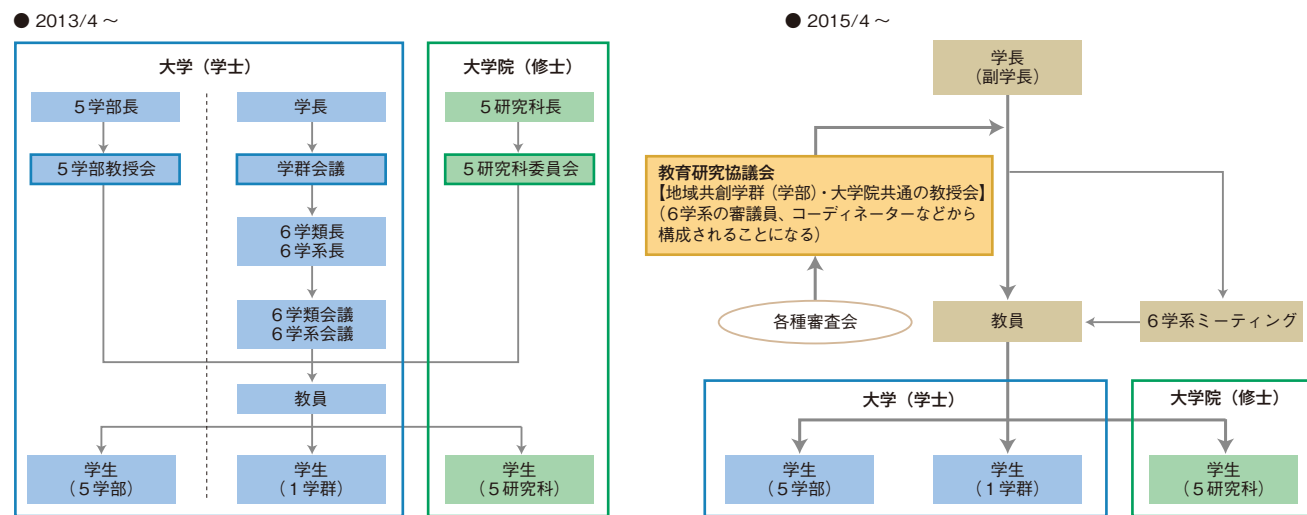 ● 2013/4 ～
大学（学士）
大学院（修士）
５学部長
学長
５研究科長
５学部教授会
学群会議
５研究科委員会
６学類長
６学系長
６学類会議
６学系会議
教員
学生
（５学部）
学生
（１学群）
学生
（５研究科）
● 2015/4 ～
学長
（副学長）
教育研究協議会
【地域共創学群（学部）・大学院共通の教授会】
（６学系の審議員、コーディネーターなどから
構成されることになる）
各種審査会
教員
６学系ミーティング
大学（学士）
大学院（修士）
学生
（５学部）
学生
（１学群）
学生
（５研究科）